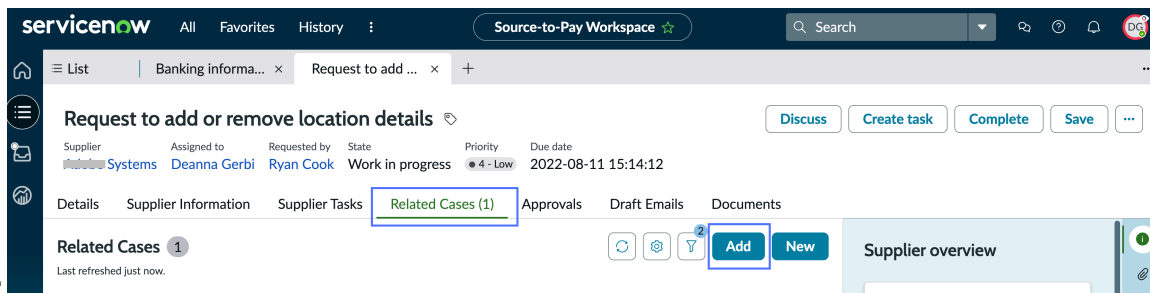 servicenow All Favorites History Source-to-Pay Workspace Search DG
List Banking informa... × Request to add ... × +
Request to add or remove location details
Discuss Create task Complete Save ...
Supplier Assigned to Requested by State Priority Due date
Systems Deanna Gerbi Ryan Cook Work in progress 4 - Low 2022-08-11 15:14:12
Details Supplier Information Supplier Tasks Related Cases (1) Approvals Draft Emails Documents
Related Cases 1 2 Add New Supplier overview
Last refreshed just now.